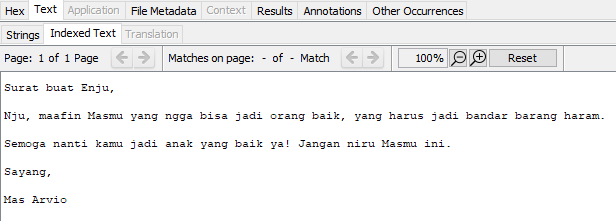 Hex Text Application File Metadata Context Results Annotations Other Occurrences
Strings Indexed Text Translation
Page: 1 of 1 Page Matches on page: - of - Match 100% Reset
Surat buat Enju,
Nju, maafin Masmu yang ngga bisa jadi orang baik, yang harus jadi bandar barang haram.
Semoga nanti kamu jadi anak yang baik ya! Jangan niru Masmu ini.
Sayang,
Mas Arvio